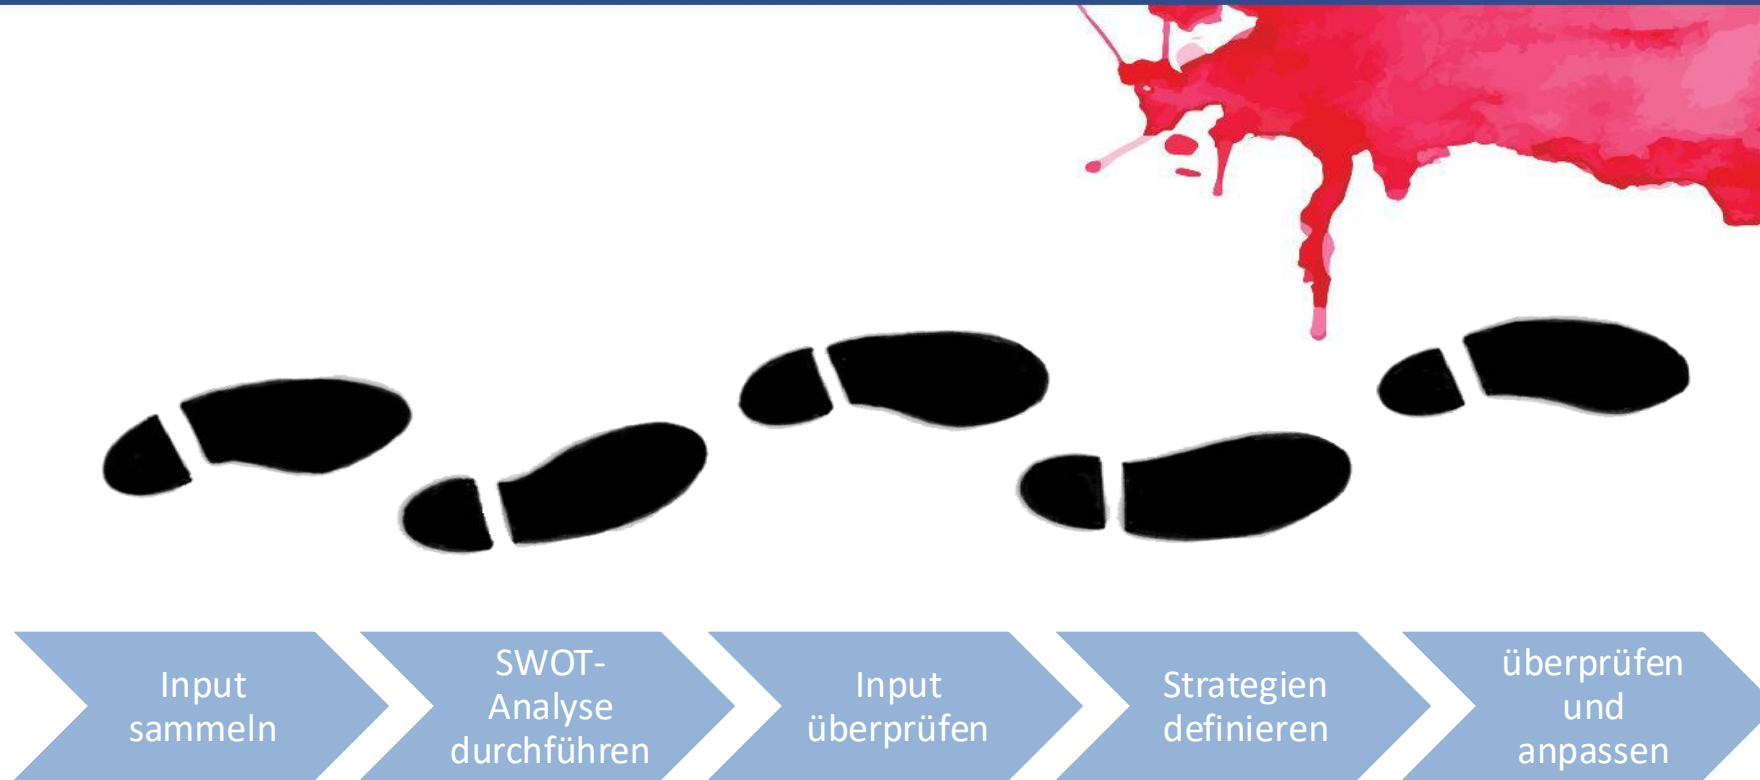 Input
sammeln
SWOT-
Analyse
durchführen
Input
überprüfen
Strategien
definieren
überprüfen
und
anpassen